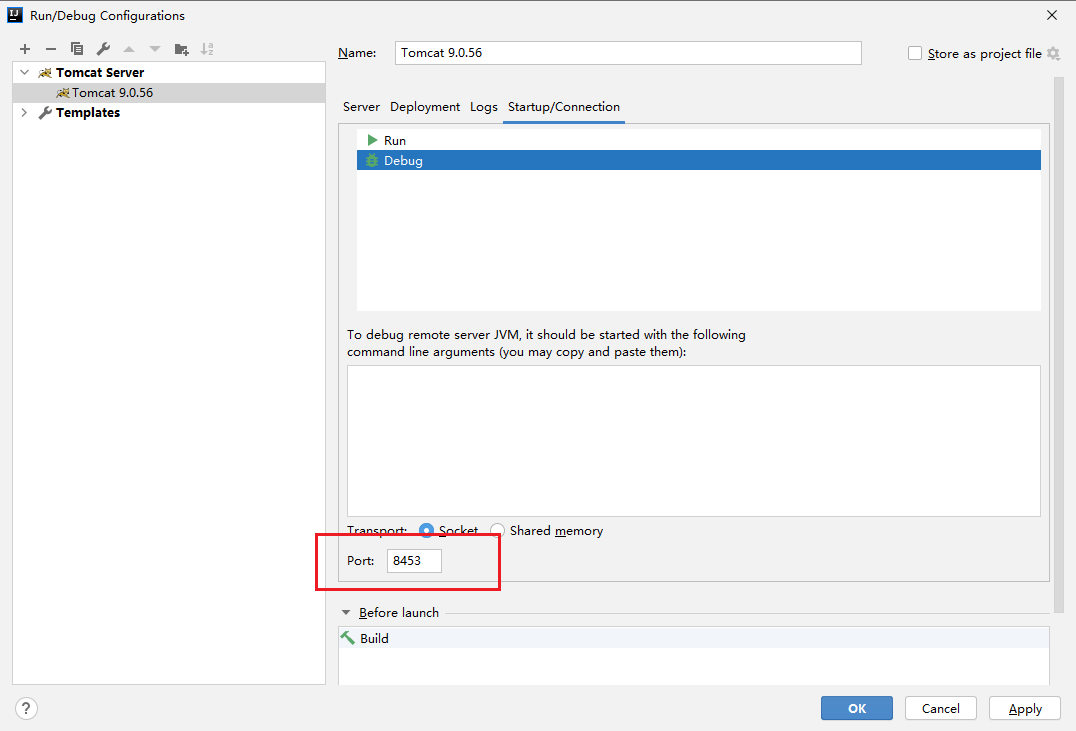 Run/Debug Configurations
Name: Tomcat 9.0.56
Store as project file
Tomcat Server
Tomcat 9.0.56
Templates
Server Deployment Logs Startup/Connection
Run
Debug
To debug remote server JVM, it should be started with the following
command line arguments (you may copy and paste them):
Transport: Socket Shared memory
Port: 8453
Before launch
Build
?
OK Cancel Apply